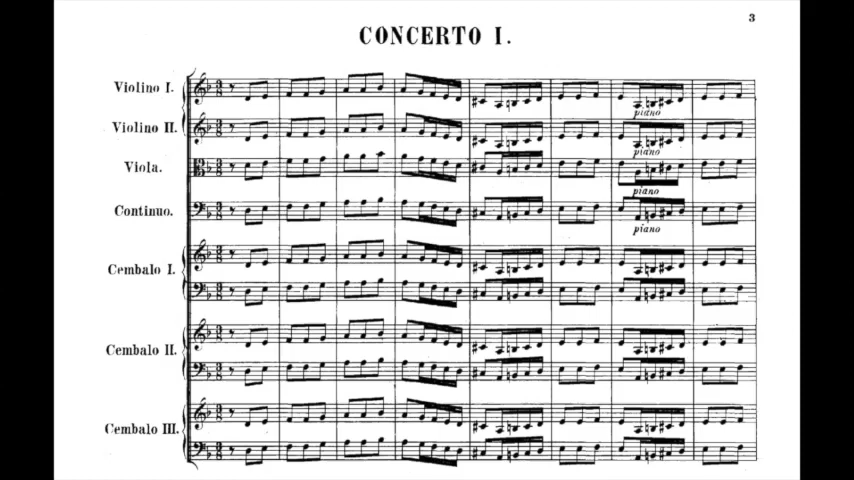 3
CONCERTO I.
Violino I.
piano
Violino II.
piano
Viola.
piano
Continuo.
piano
Cembalo I.
Cembalo II.
Cembalo III.